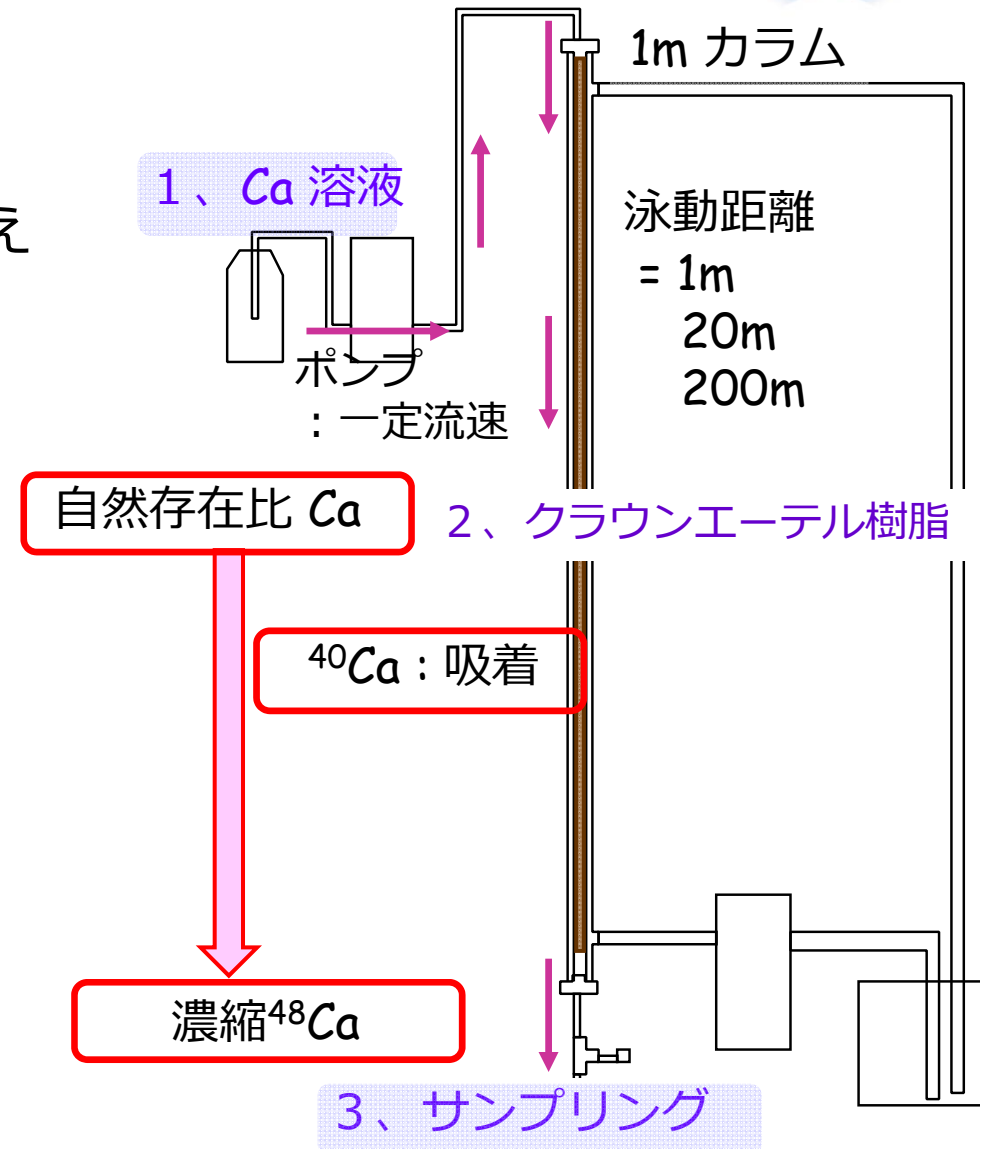 1m カラム
1、Ca 溶液
え
泳動距離
= 1m
20m
200m
ポンプ
:一定流速
自然存在比 Ca
2、クラウンエーテル樹脂
⁴⁰Ca:吸着
濃縮⁴⁸Ca
3、サンプリング